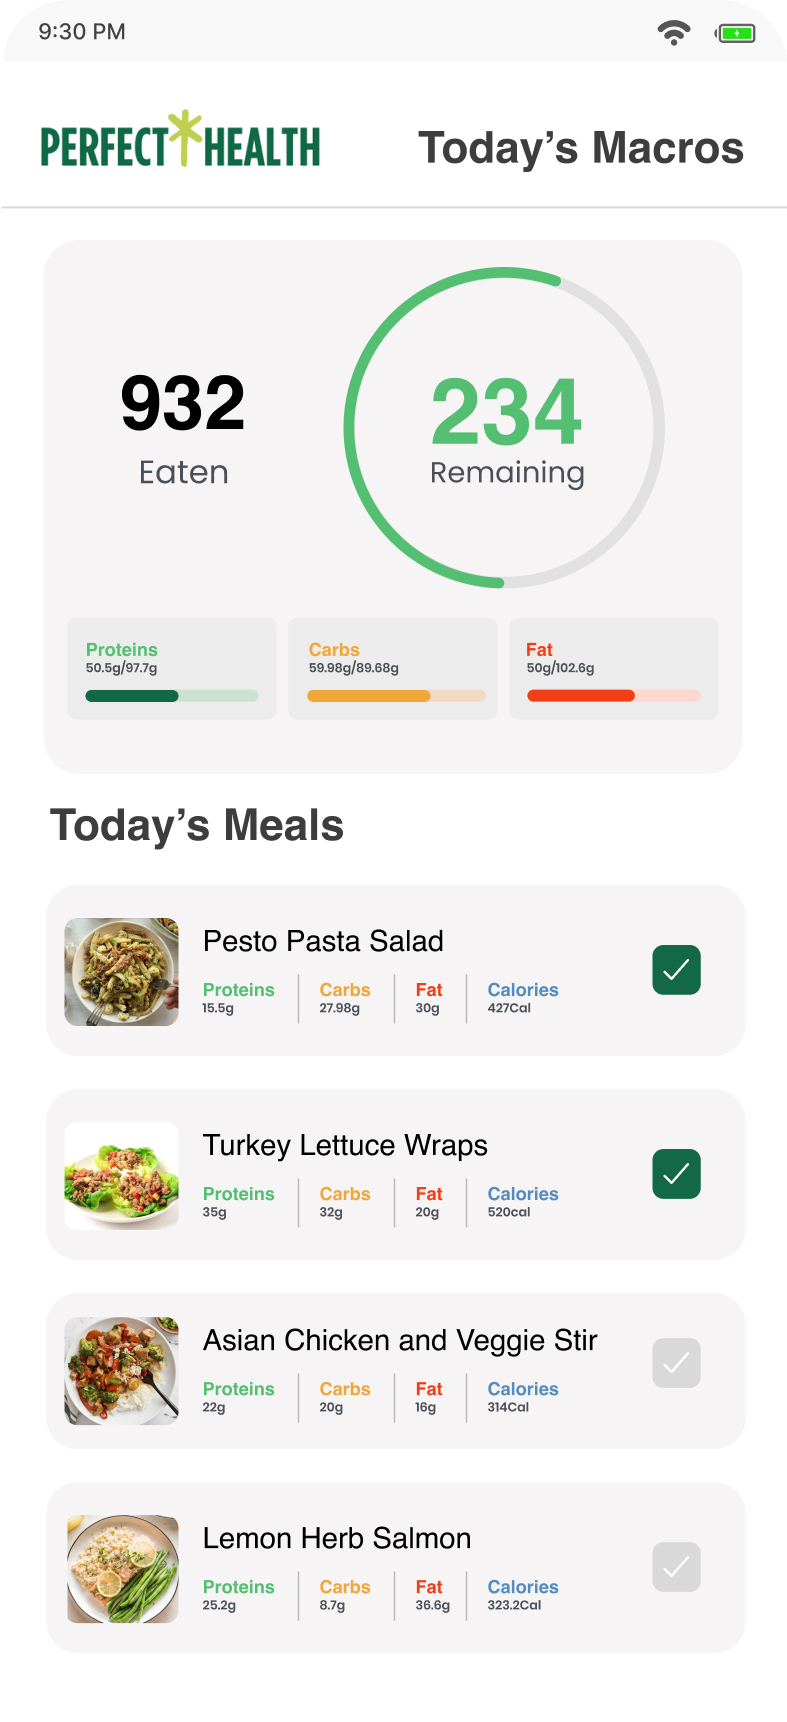 9:30 PM
PERFECT HEALTH
Today’s Macros
932
Eaten
234
Remaining
Proteins
50.5g/97.7g
Carbs
59.98g/89.68g
Fat
50g/102.6g
Today’s Meals
Pesto Pasta Salad
Proteins Carbs Fat Calories
15.5g 27.98g 30g 427Cal
Turkey Lettuce Wraps
Proteins Carbs Fat Calories
35g 32g 20g 520cal
Asian Chicken and Veggie Stir
Proteins Carbs Fat Calories
22g 20g 16g 314Cal
Lemon Herb Salmon
Proteins Carbs Fat Calories
25.2g 8.7g 36.6g 323.2Cal